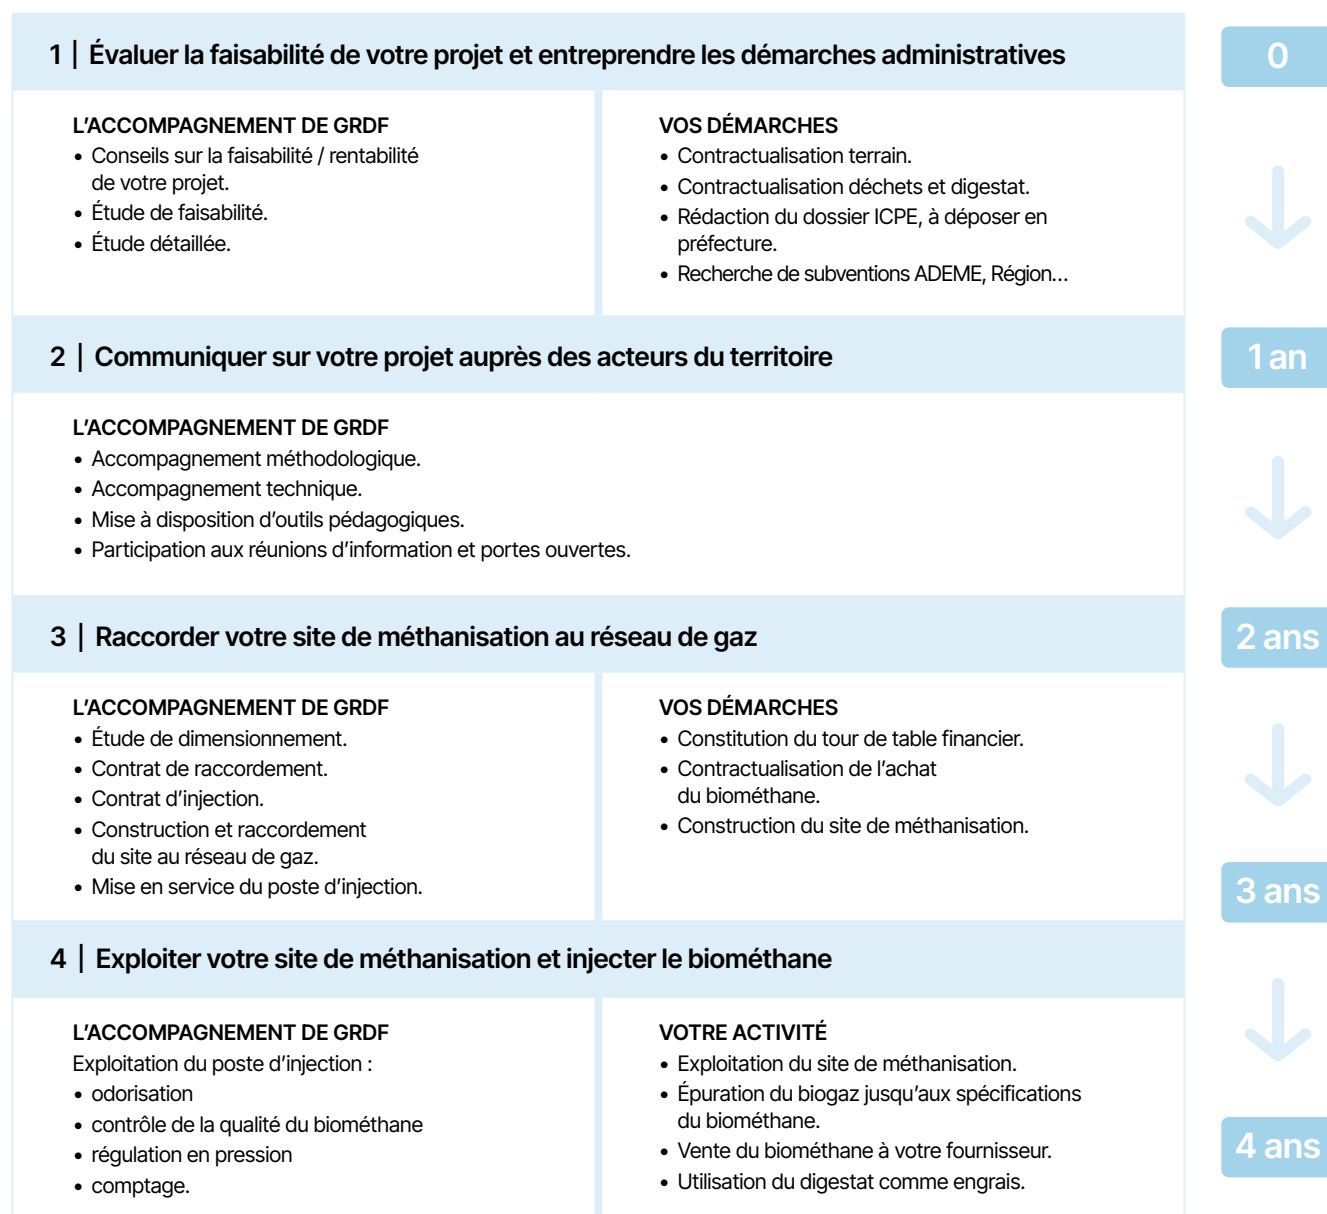 1 | Évaluer la faisabilité de votre projet et entreprendre les démarches administratives
0
L’ACCOMPAGNEMENT DE GRDF
• Conseils sur la faisabilité / rentabilité
de votre projet.
• Étude de faisabilité.
• Étude détaillée.
VOS DÉMARCHES
• Contractualisation terrain.
• Contractualisation déchets et digestat.
• Rédaction du dossier ICPE, à déposer en
préfecture.
• Recherche de subventions ADEME, Région…
2 | Communiquer sur votre projet auprès des acteurs du territoire
1 an
L’ACCOMPAGNEMENT DE GRDF
• Accompagnement méthodologique.
• Accompagnement technique.
• Mise à disposition d’outils pédagogiques.
• Participation aux réunions d’information et portes ouvertes.
3 | Raccorder votre site de méthanisation au réseau de gaz
2 ans
L’ACCOMPAGNEMENT DE GRDF
• Étude de dimensionnement.
• Contrat de raccordement.
• Contrat d’injection.
• Construction et raccordement
du site au réseau de gaz.
• Mise en service du poste d’injection.
VOS DÉMARCHES
• Constitution du tour de table financier.
• Contractualisation de l’achat
du biométhane.
• Construction du site de méthanisation.
3 ans
4 | Exploiter votre site de méthanisation et injecter le biométhane
L’ACCOMPAGNEMENT DE GRDF
Exploitation du poste d’injection :
• odorisation
• contrôle de la qualité du biométhane
• régulation en pression
• comptage.
VOTRE ACTIVITÉ
• Exploitation du site de méthanisation.
• Épuration du biogaz jusqu’aux spécifications
du biométhane.
• Vente du biométhane à votre fournisseur.
• Utilisation du digestat comme engrais.
4 ans